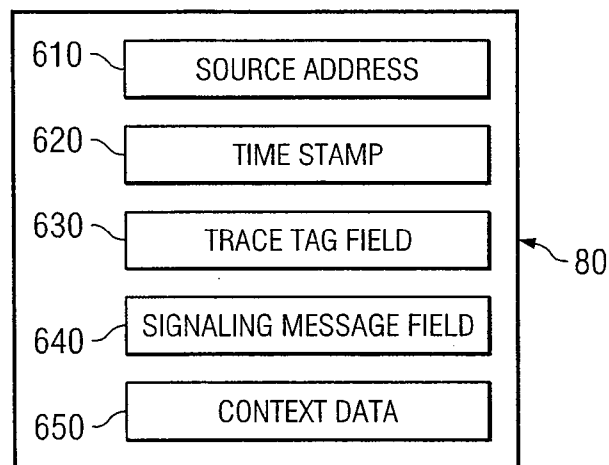 610 SOURCE ADDRESS
620 TIME STAMP
630 TRACE TAG FIELD
80
640 SIGNALING MESSAGE FIELD
650 CONTEXT DATA